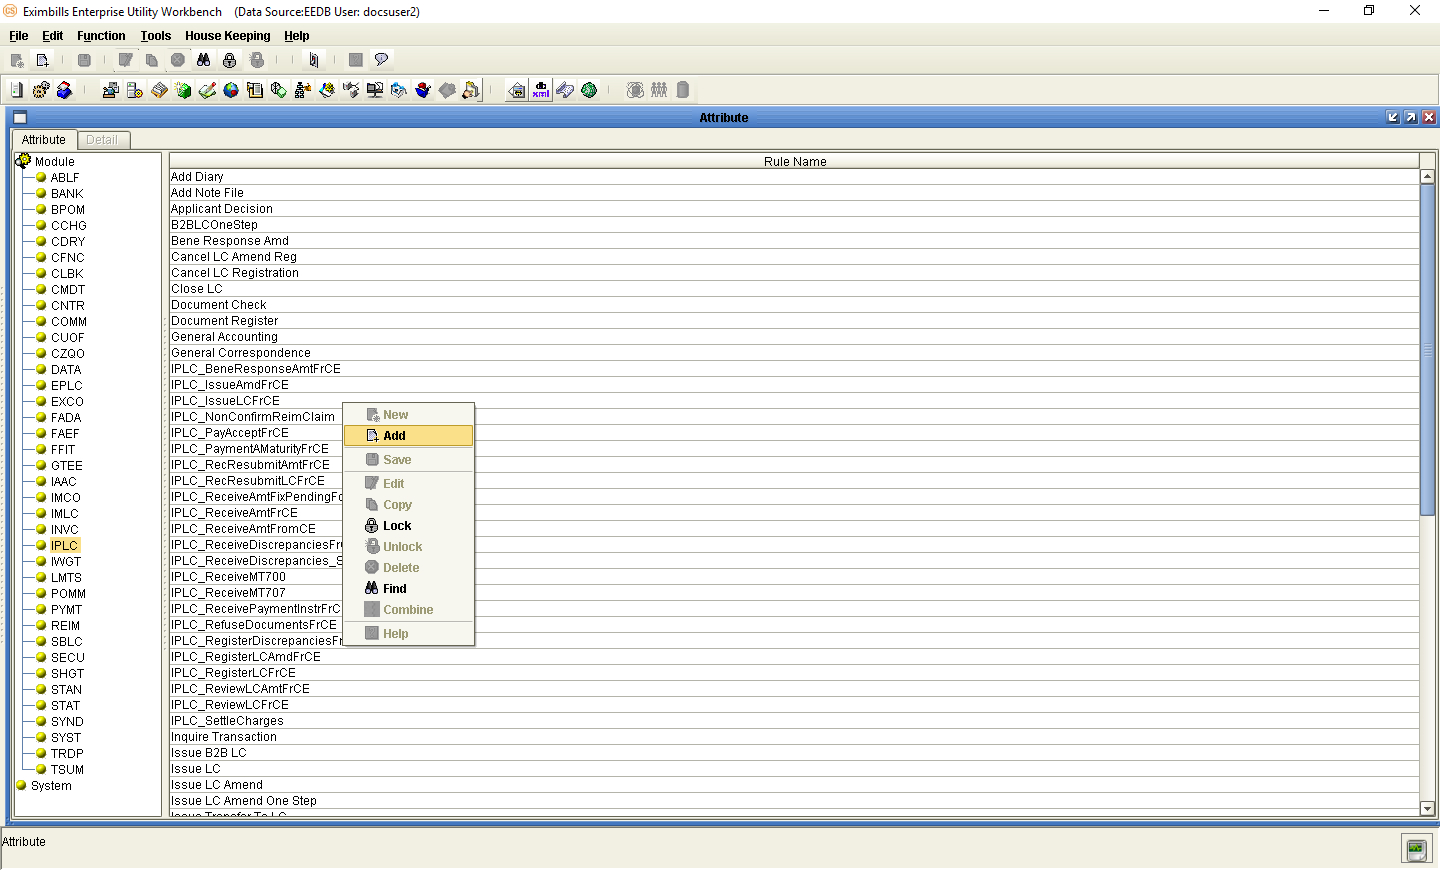 Eximbills Enterprise Utility Workbench (Data Source:EEDB User: docsuser2)
File Edit Function Tools House Keeping Help
Attribute
Attribute Detail
Module
ABLF
BANK
BPOM
CCHG
CDRY
CFNC
CLBK
CMDT
CNTR
COMM
CUOF
CZQO
DATA
EPLC
EXCO
FADA
FAEF
FFIT
GTEE
IAAC
IMCO
IMLC
INVC
IPLC
IWGT
LMTS
POMM
PYMT
REIM
SBLC
SECU
SHGT
STAN
STAT
SYND
SYST
TRDP
TSUM
System
Rule Name
Add Diary
Add Note File
Applicant Decision
B2BLCOneStep
Bene Response Amd
Cancel LC Amend Reg
Cancel LC Registration
Close LC
Document Check
Document Register
General Accounting
General Correspondence
IPLC_BeneResponseAmtFrCE
IPLC_IssueAmdFrCE
IPLC_IssueLCFrCE
IPLC_NonConfirmReimClaim
IPLC_PayAcceptFrCE
IPLC_PaymentAMaturityFrCE
IPLC_RecResubmitAmtFrCE
IPLC_RecResubmitLCFrCE
IPLC_ReceiveAmtFixPendingFo
IPLC_ReceiveAmtFrCE
IPLC_ReceiveAmtFromCE
IPLC_ReceiveDiscrepanciesFr
IPLC_ReceiveDiscrepancies_S
IPLC_ReceiveMT700
IPLC_ReceiveMT707
IPLC_ReceivePaymentInstrFrC
IPLC_RefuseDocumentsFrCE
IPLC_RegisterDiscrepanciesFr
IPLC_RegisterLCAmdFrCE
IPLC_RegisterLCFrCE
IPLC_ReviewLCAmtFrCE
IPLC_ReviewLCFrCE
IPLC_SettleCharges
Inquire Transaction
Issue B2B LC
Issue LC
Issue LC Amend
Issue LC Amend One Step
Issue Transfer To LC
New
Add
Save
Edit
Copy
Lock
Unlock
Delete
Find
Combine
Help
Attribute